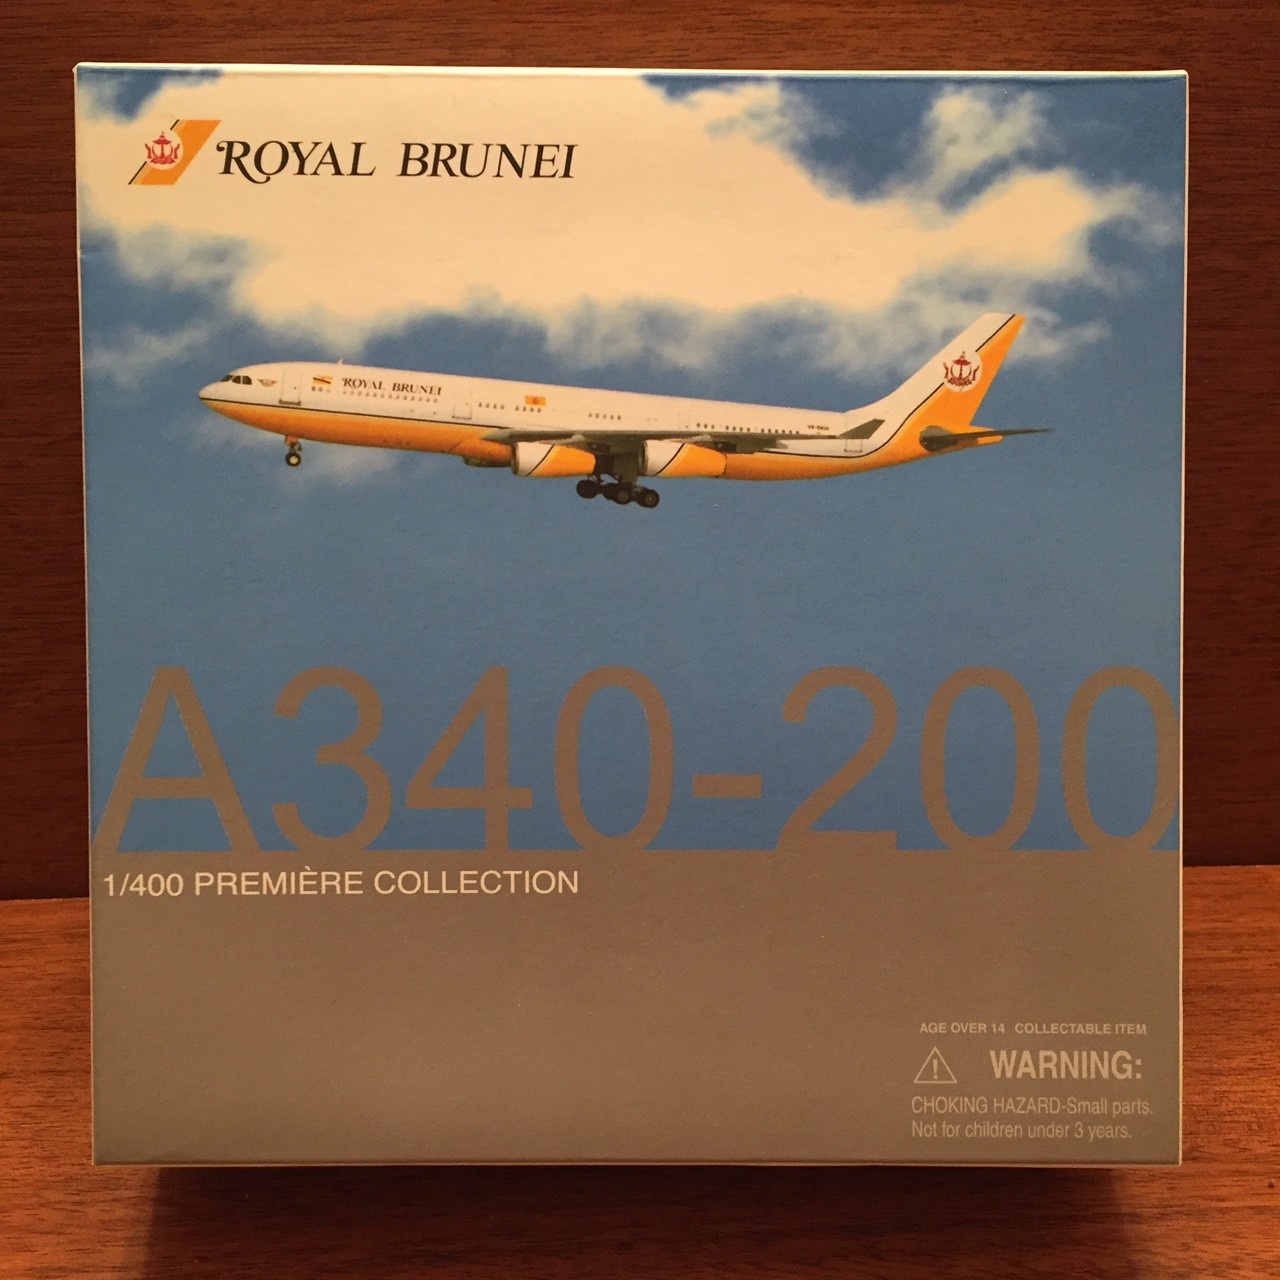 ROYAL BRUNEI
ROYAL BRUNEI
A340-200
1/400 PREMIÈRE COLLECTION
AGE OVER 14 COLLECTABLE ITEM
WARNING:
CHOKING HAZARD-Small parts.
Not for children under 3 years.